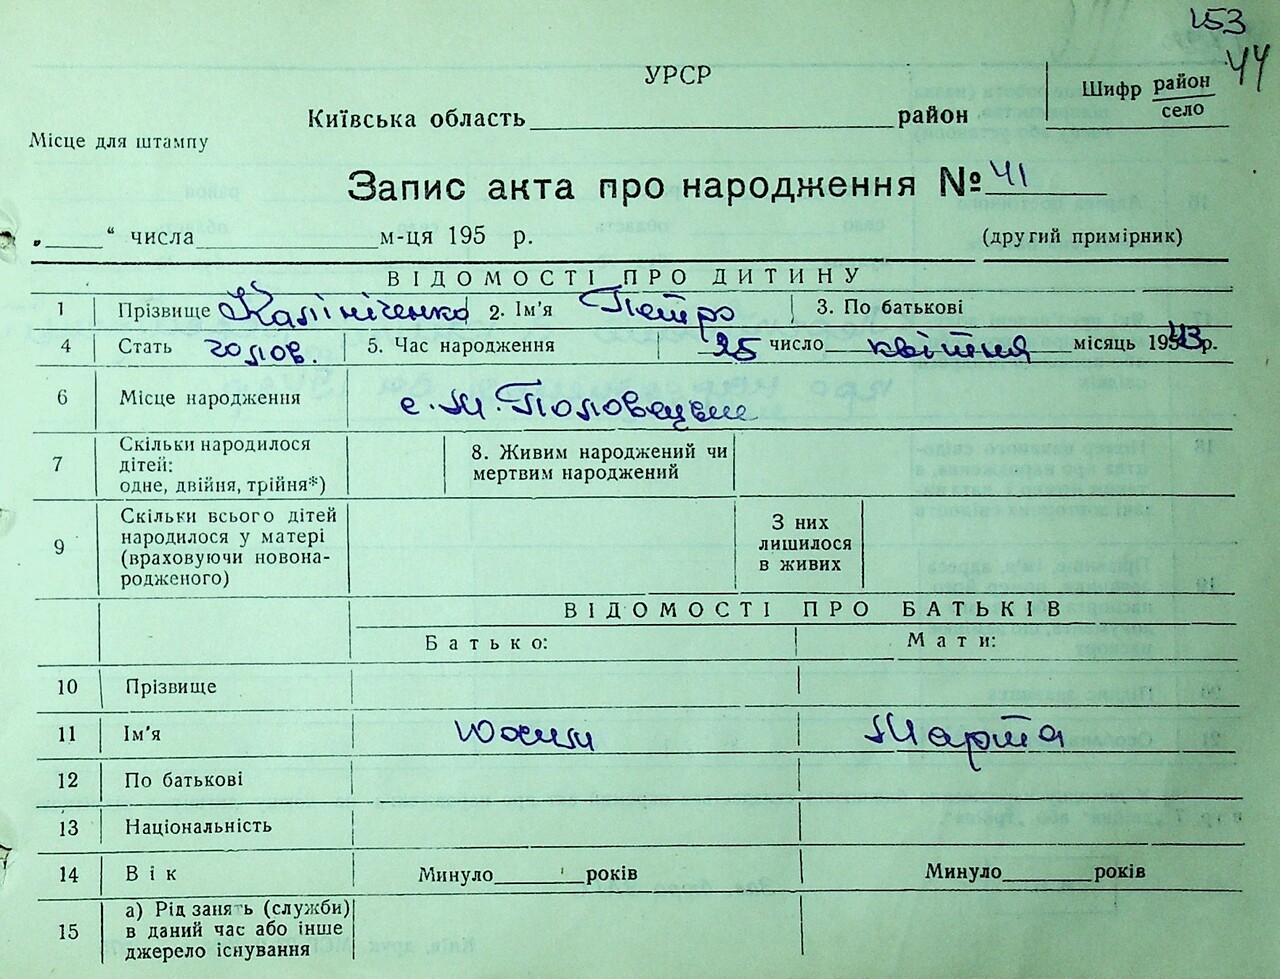 153
44
УРСР
Шифр район
село
Київська область район
Місце для штампу
Запис акта про народження № 41
„ “ числа м-ця 195 р. (другий примірник)
ВІДОМОСТІ ПРО ДИТИНУ
1 Прізвище Калініченко 2. Ім'я Петро 3. По батькові
4 Стать чолов. 5. Час народження 25 число квітня місяць 1943 р.
6 Місце народження с. М. Половецьке
7 Скільки народилося
дітей:
одне, двійня, трійня*)
8. Живим народжений чи
мертвим народжений
9 Скільки всього дітей
народилося у матері
(враховуючи новона-
родженого)
З них
лишилося
в живих
ВІДОМОСТІ ПРО БАТЬКІВ
Батько: Мати:
10 Прізвище
11 Ім'я Юхим Марта
12 По батькові
13 Національність
14 Вік Минуло років Минуло років
15 а) Рід занять (служби)
в даний час або інше
джерело існування